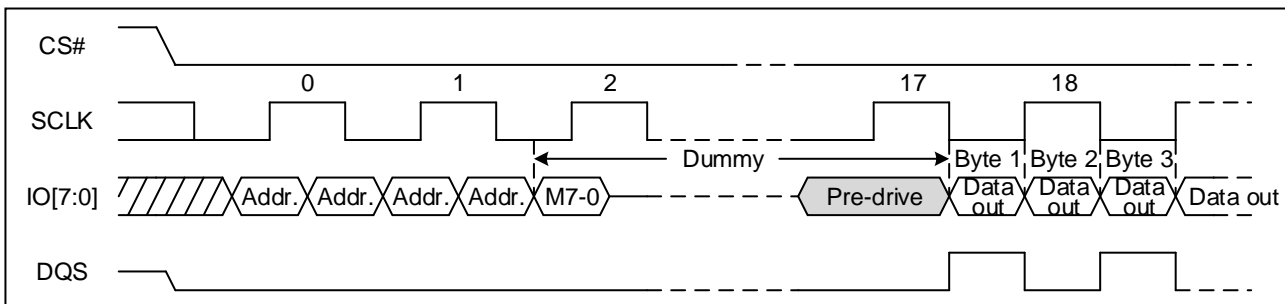 CS#
0 1 2 17 18
SCLK
Dummy Byte 1 Byte 2 Byte 3
IO[7:0] Addr. Addr. Addr. Addr. M7-0 Pre-drive Data out Data out Data out Data out
DQS